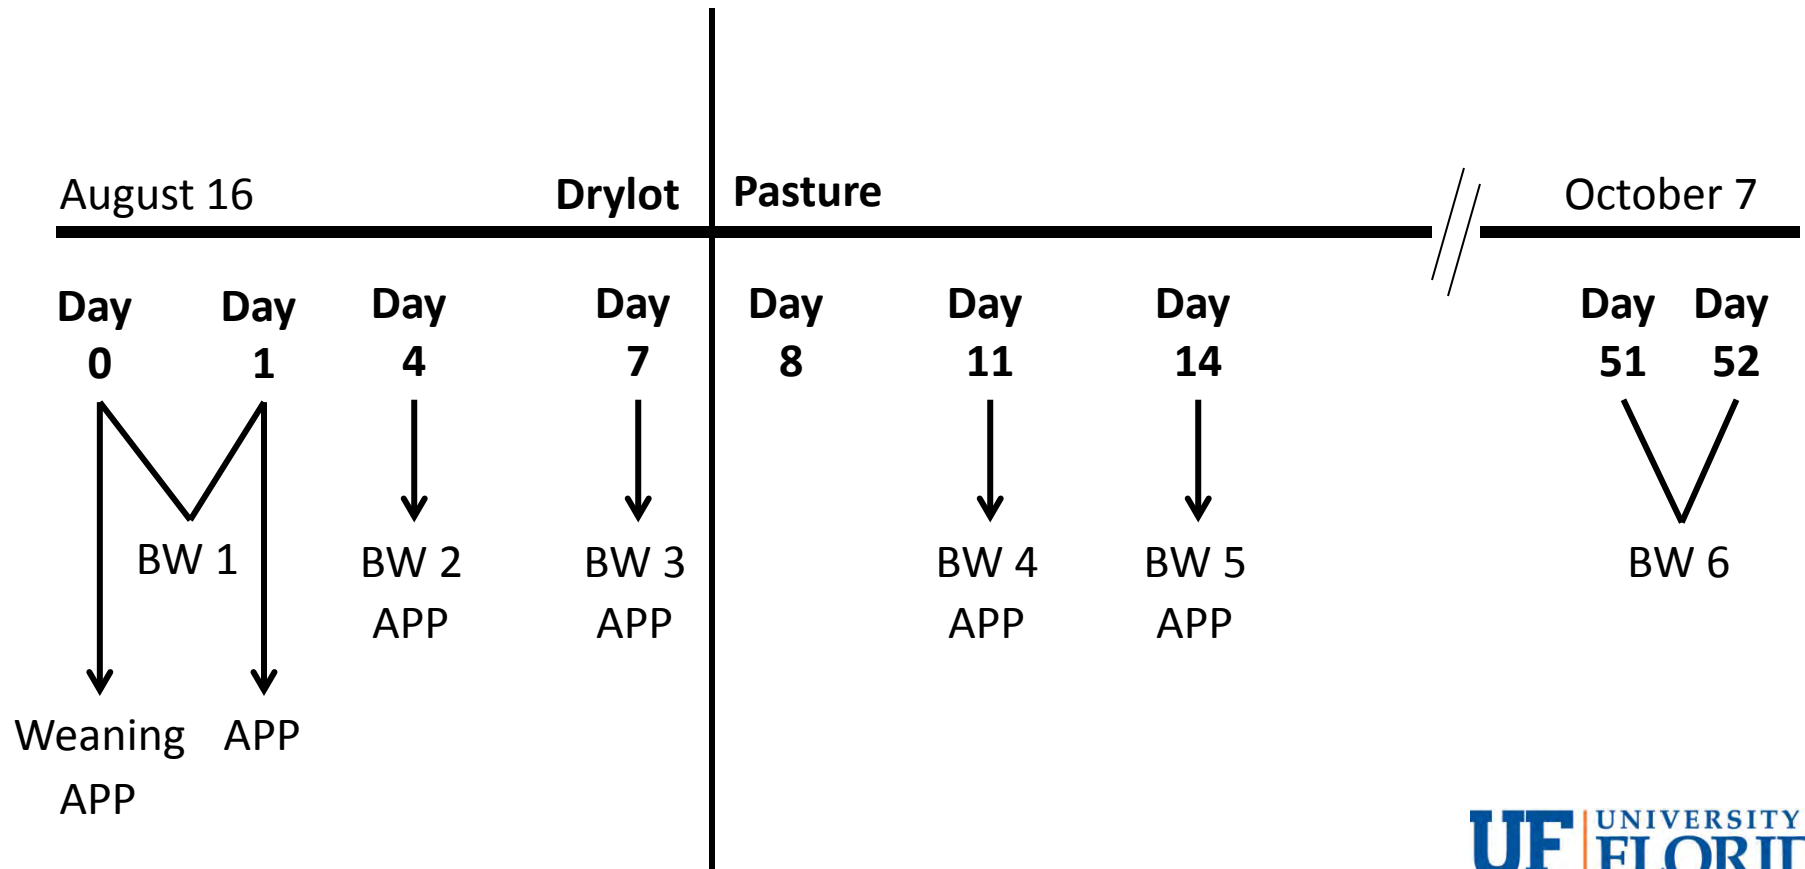 August 16
Drylot
Pasture
October 7
Day 0
Day 1
Day 4
Day 7
Day 8
Day 11
Day 14
Day 51
Day 52
BW 1
BW 2
APP
BW 3
APP
BW 4
APP
BW 5
APP
BW 6
Weaning
APP
APP
UF
UNIVERSITY